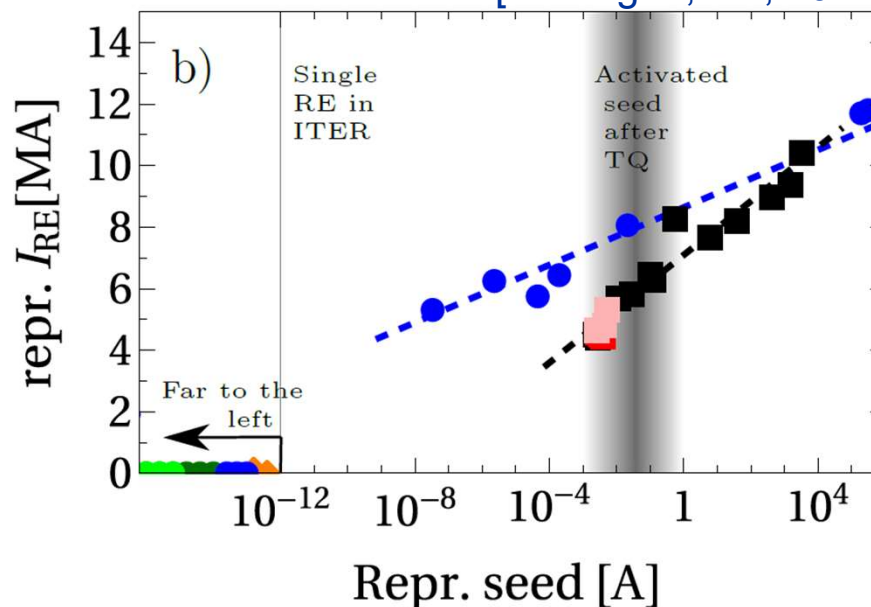 b)
Single
RE in
ITER
Activated
seed
after
TQ
Far to the
left
repr. I_RE[MA]
14
12
10
8
6
4
2
0
10^−12
10^−8
10^−4
1
10^4
Repr. seed [A]